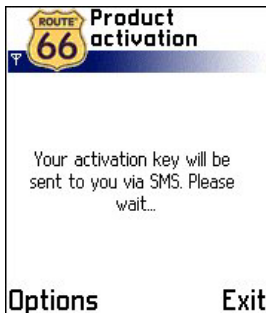 ROUTE
66
Product
activation
Your activation key will be
sent to you via SMS. Please
wait...
Options Exit